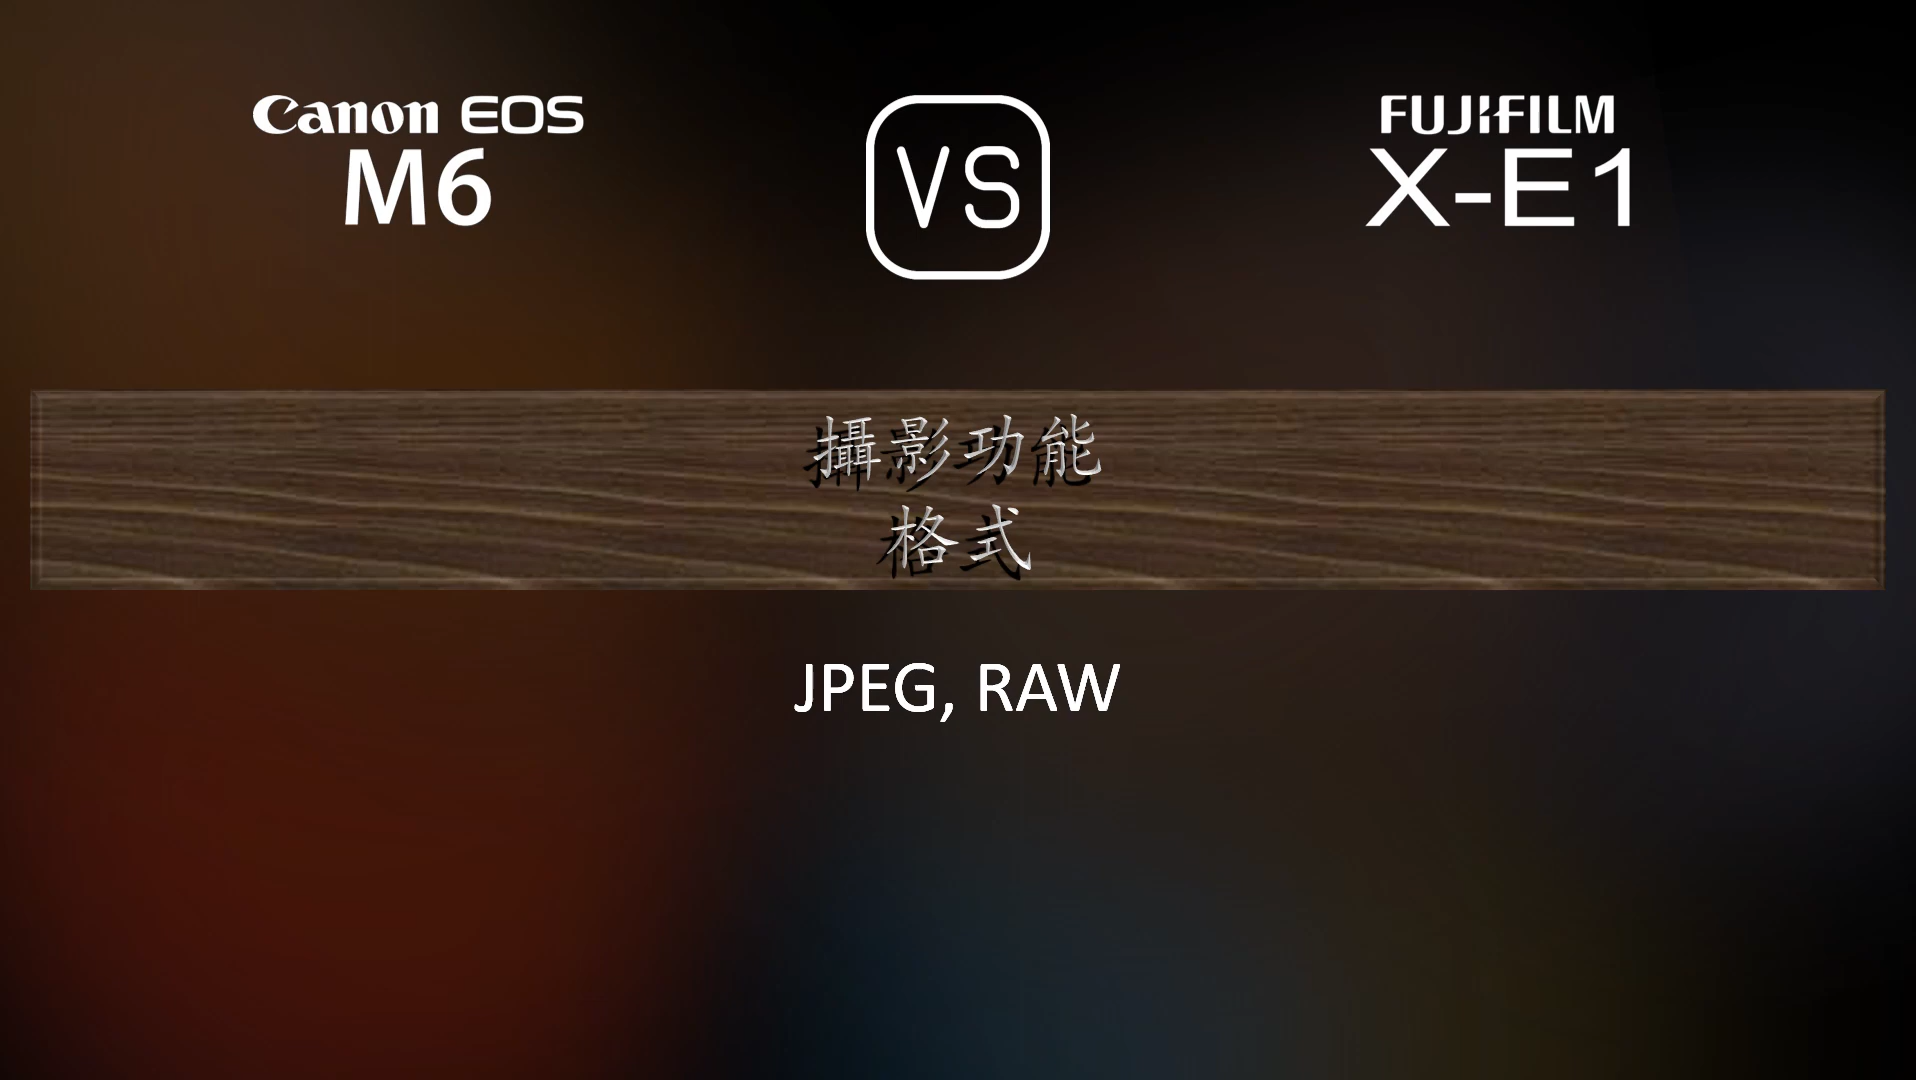 Canon EOS
M6
VS
FUJIFILM
X-E1
攝影功能
格式
JPEG, RAW